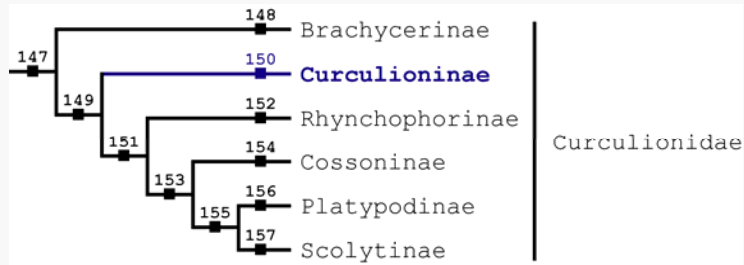 148
Brachycerinae
147
150
Curculioninae
149
152
Rhynchophorinae
Curculionidae
151
154
Cossoninae
153
156
Platypodinae
155
157
Scolytinae